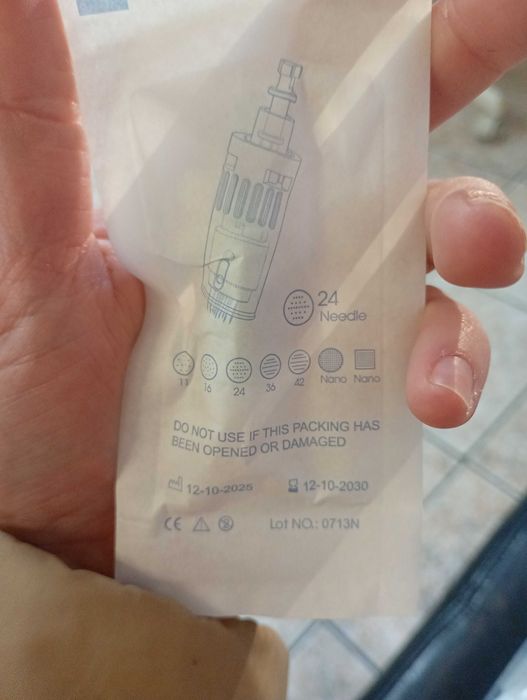 24
Needle
11 16 24 36 42 Nano Nano
DO NOT USE IF THIS PACKING HAS
BEEN OPENED OR DAMAGED
12-10-2025 12-10-2030
CE Lot NO.: 0713N